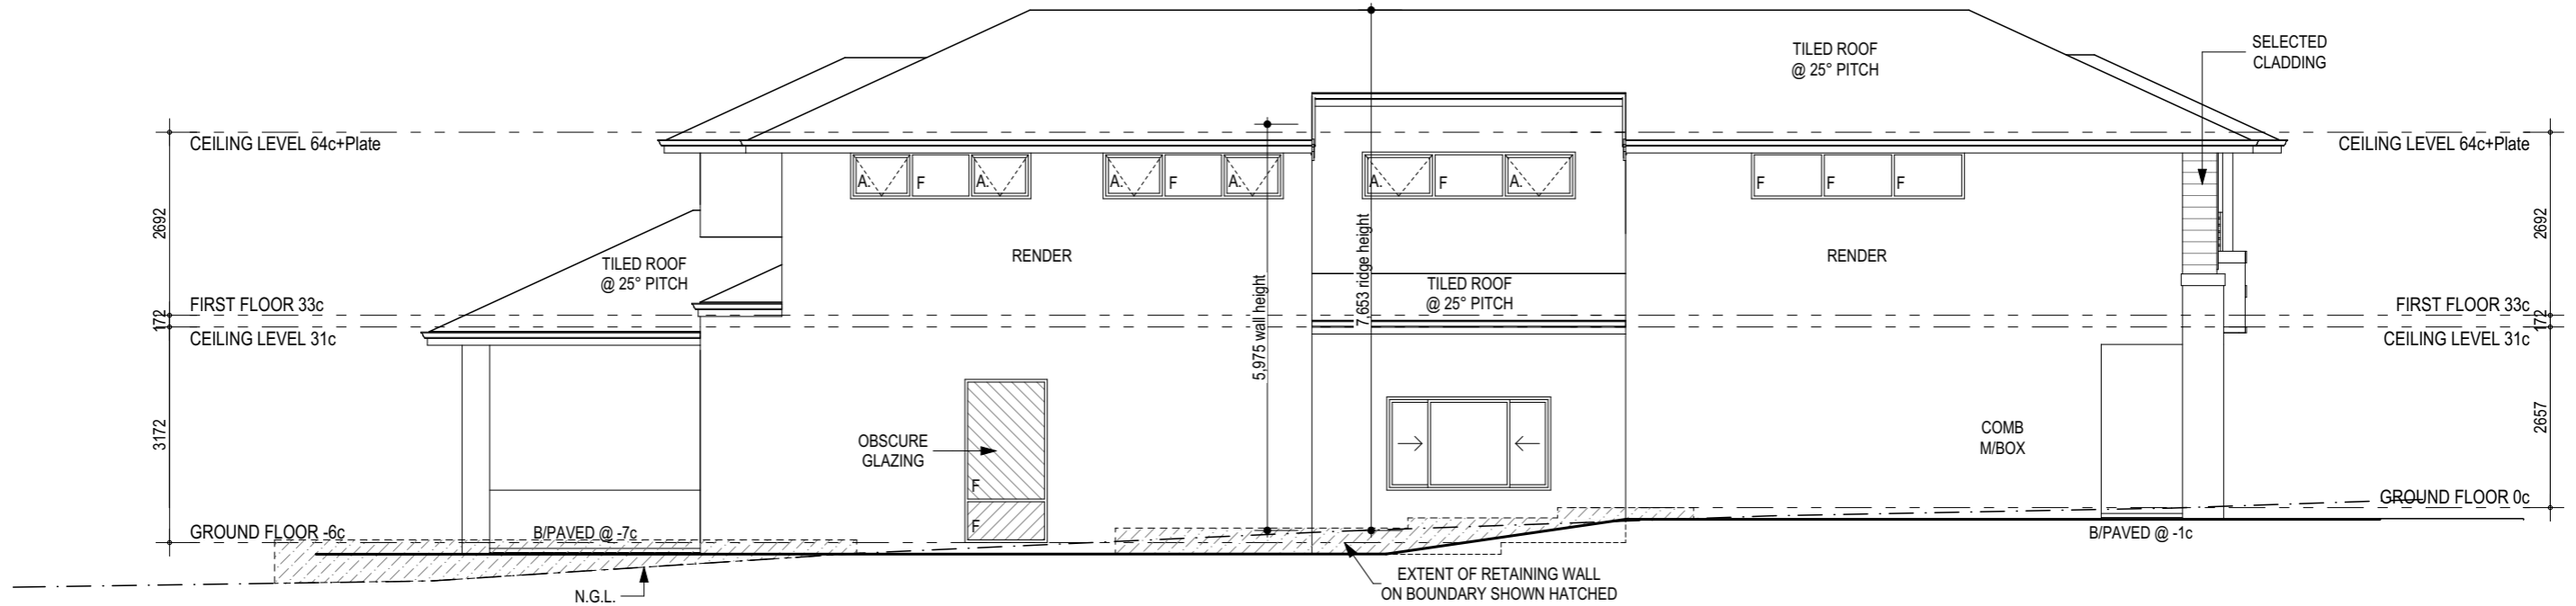 TILED ROOF
@ 25° PITCH
SELECTED
CLADDING
CEILING LEVEL 64c+Plate
CEILING LEVEL 64c+Plate
A.
F
A.
A.
F
A.
A.
F
A.
F
F
F
2692
2692
RENDER
RENDER
TILED ROOF
@ 25° PITCH
TILED ROOF
@ 25° PITCH
5,975 wall height
7,653 ridge height
FIRST FLOOR 33c
FIRST FLOOR 33c
172
172
CEILING LEVEL 31c
CEILING LEVEL 31c
3172
2657
OBSCURE
GLAZING
COMB
M/BOX
F
F
GROUND FLOOR 0c
GROUND FLOOR -6c
B/PAVED @ -7c
B/PAVED @ -1c
EXTENT OF RETAINING WALL
ON BOUNDARY SHOWN HATCHED
N.G.L.